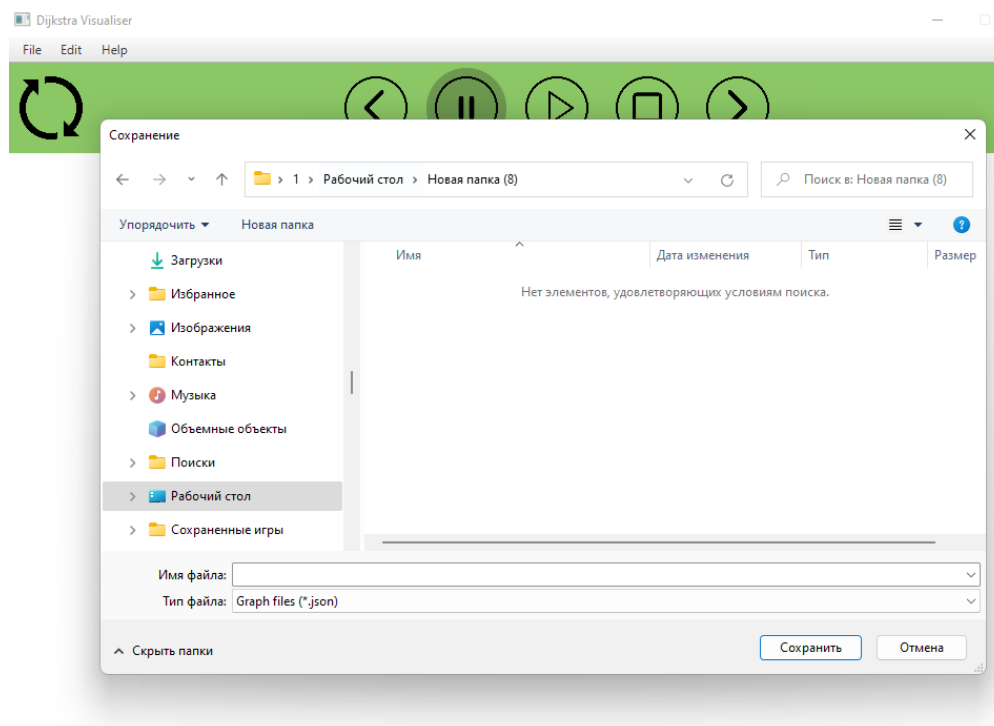 Dijkstra Visualiser
File Edit Help
Сохранение
1 Рабочий стол Новая папка (8)
Поиск в: Новая папка (8)
Упорядочить Новая папка
Имя Дата изменения Тип Размер
Нет элементов, удовлетворяющих условиям поиска.
Загрузки
Избранное
Изображения
Контакты
Музыка
Объемные объекты
Поиски
Рабочий стол
Сохраненные игры
Имя файла:
Тип файла: Graph files (*.json)
Скрыть папки
Сохранить Отмена